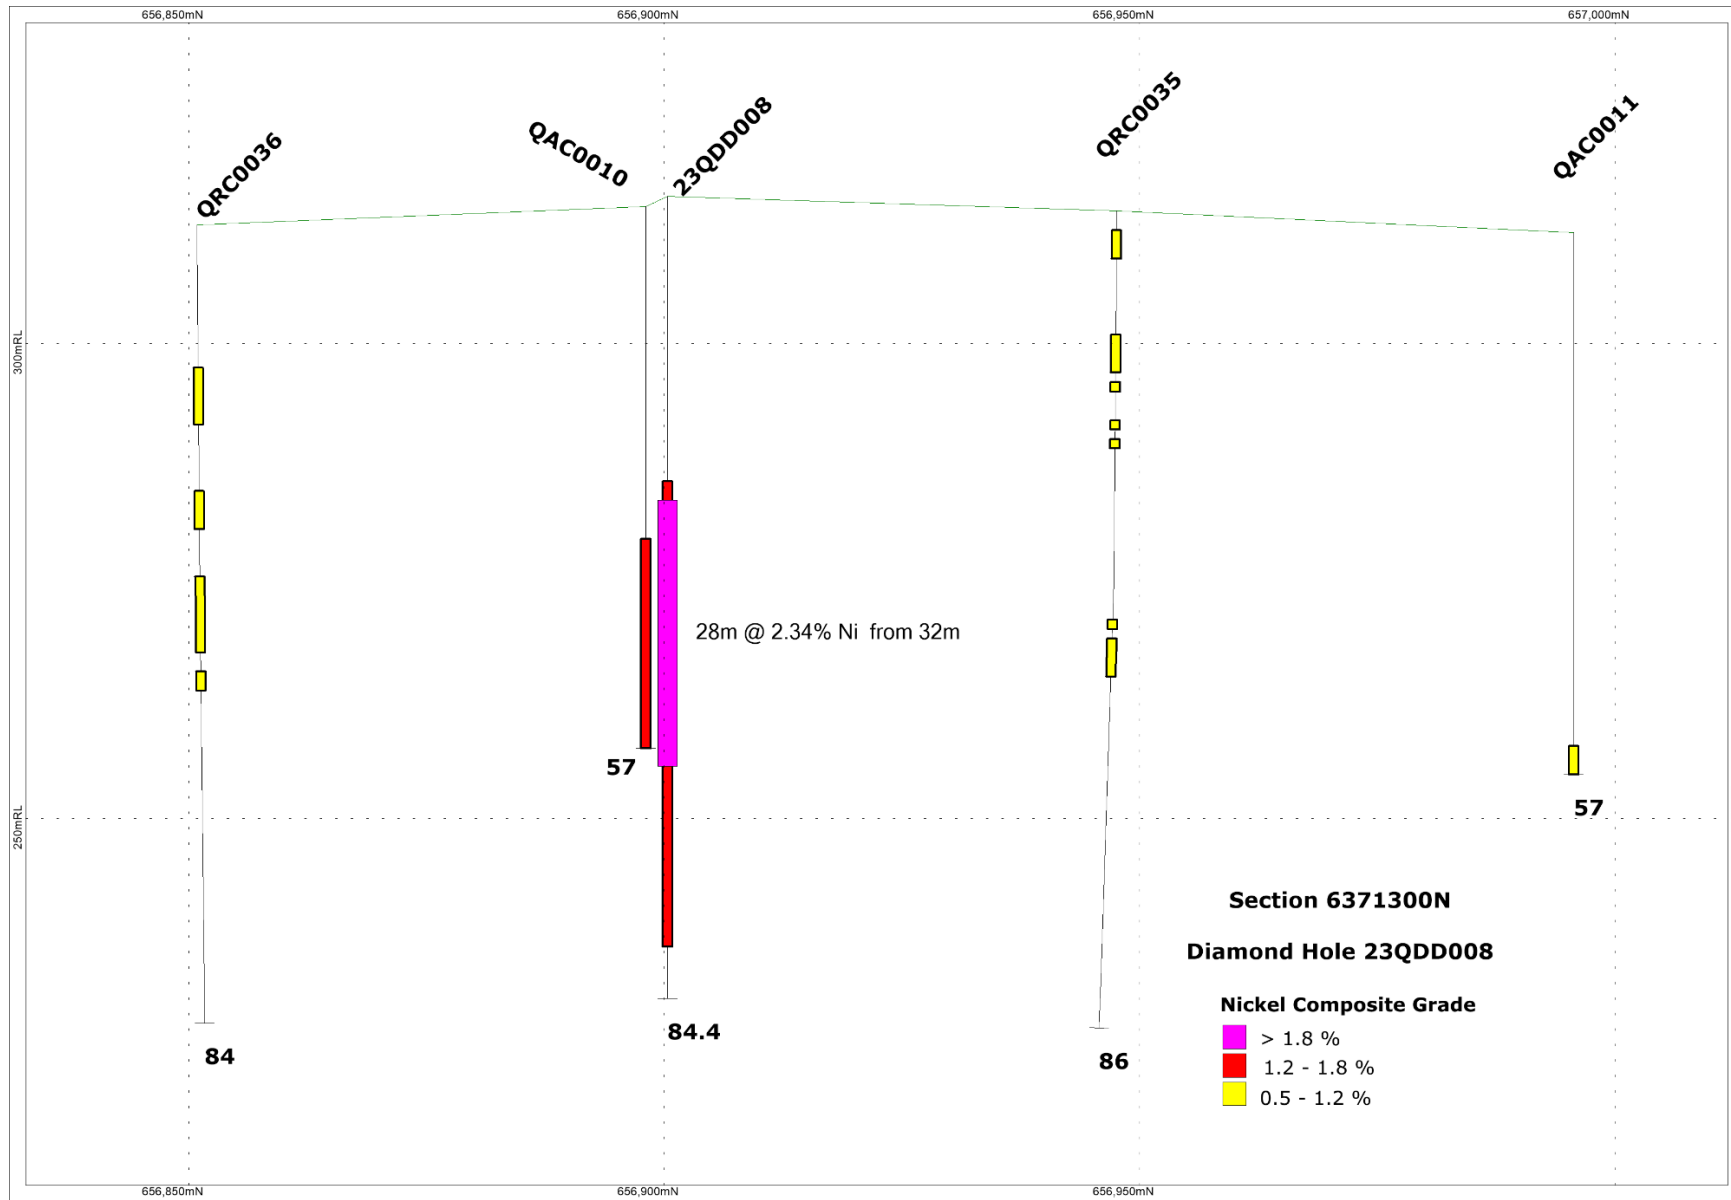 656,850mN
656,900mN
656,950mN
657,000mN
QRC0036
QAC0010
23QDD008
QRC0035
QAC0011
300mRL
28m @ 2.34% Ni from 32m
57
57
250mRL
Section 6371300N
Diamond Hole 23QDD008
Nickel Composite Grade
> 1.8 %
1.2 - 1.8 %
0.5 - 1.2 %
84
84.4
86
656,850mN
656,900mN
656,950mN
657,000mN